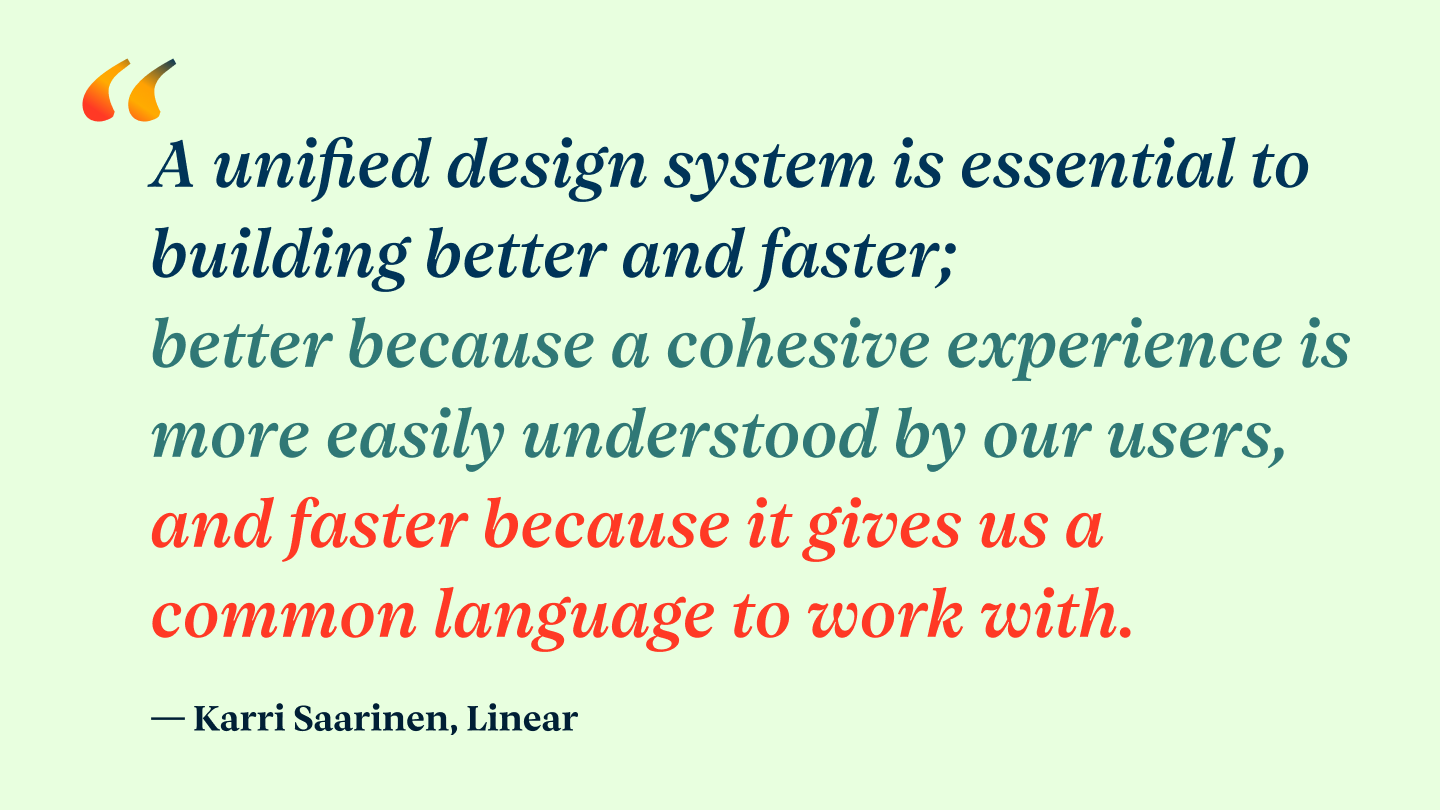 “
A unified design system is essential to
building better and faster;
better because a cohesive experience is
more easily understood by our users,
and faster because it gives us a
common language to work with.
— Karri Saarinen, Linear